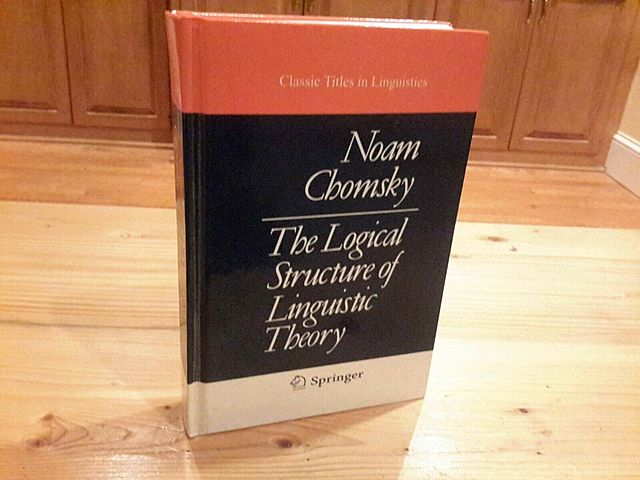 Classic Titles in Linguistics
Noam
Chomsky
The Logical
Structure of
Linguistic
Theory
Springer